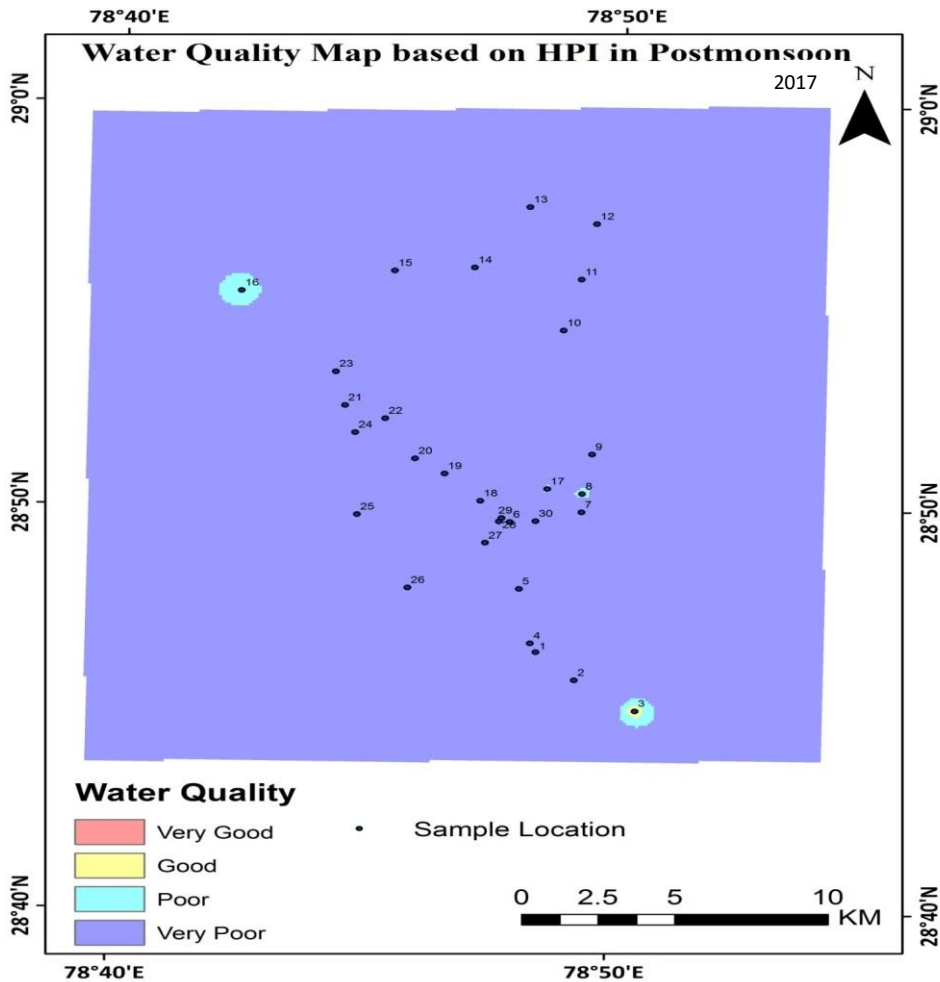 78°40'E 78°50'E
Water Quality Map based on HPI in Postmonsoon
2017
N
29°0'N 29°0'N
13
12
14
15
11
16
10
23
21
22
24
9
20
19
17
8
18
28°50'N 28°50'N
25
7
29
6
30
28
27
26
5
4
1
2
3
Water Quality
Very Good
Sample Location
Good
Poor
Very Poor
0 2.5 5 10
KM
28°40'N 28°40'N
78°40'E 78°50'E